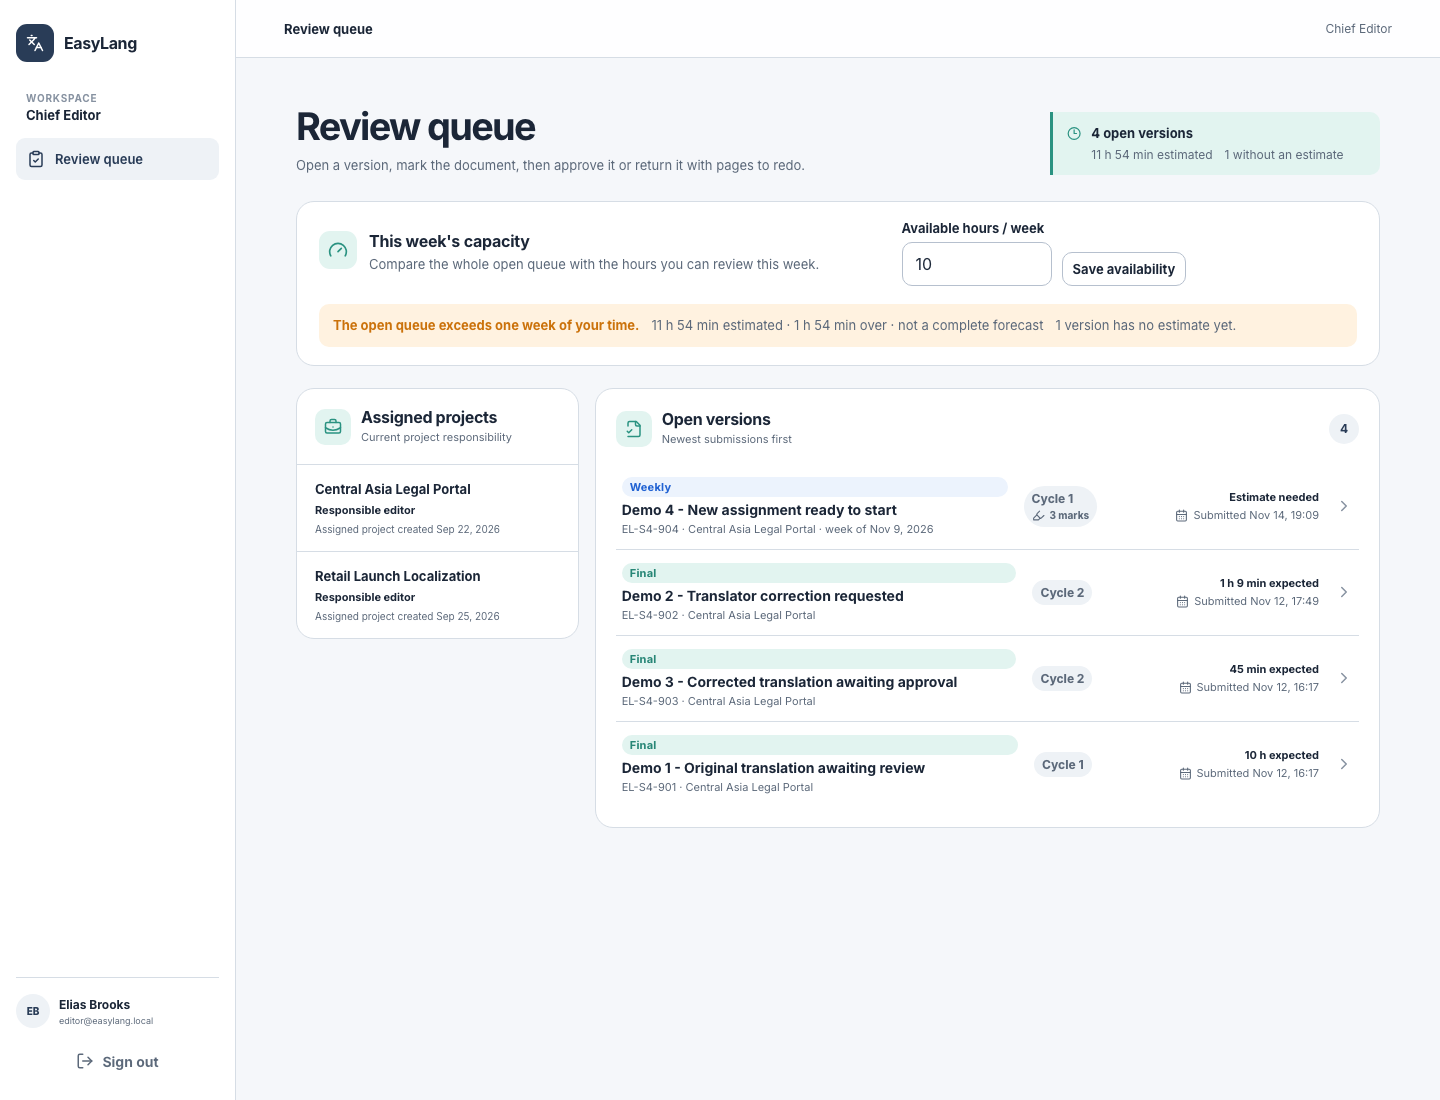 EasyLang
WORKSPACE
Chief Editor
Review queue
Elias Brooks
EB
editor@easylang.local
Sign out
Review queue
Chief Editor
Review queue
Open a version, mark the document, then approve it or return it with pages to redo.
4 open versions
11 h 54 min estimated 1 without an estimate
This week's capacity
Compare the whole open queue with the hours you can review this week.
Available hours / week
10
Save availability
The open queue exceeds one week of your time. 11 h 54 min estimated · 1 h 54 min over · not a complete forecast 1 version has no estimate yet.
Assigned projects
Current project responsibility
Central Asia Legal Portal
Responsible editor
Assigned project created Sep 22, 2026
Retail Launch Localization
Responsible editor
Assigned project created Sep 25, 2026
Open versions
Newest submissions first
4
Weekly
Demo 4 - New assignment ready to start
EL-S4-904 · Central Asia Legal Portal · week of Nov 9, 2026
Cycle 1
3 marks
Estimate needed
Submitted Nov 14, 19:09
Final
Demo 2 - Translator correction requested
EL-S4-902 · Central Asia Legal Portal
Cycle 2
1 h 9 min expected
Submitted Nov 12, 17:49
Final
Demo 3 - Corrected translation awaiting approval
EL-S4-903 · Central Asia Legal Portal
Cycle 2
45 min expected
Submitted Nov 12, 16:17
Final
Demo 1 - Original translation awaiting review
EL-S4-901 · Central Asia Legal Portal
Cycle 1
10 h expected
Submitted Nov 12, 16:17